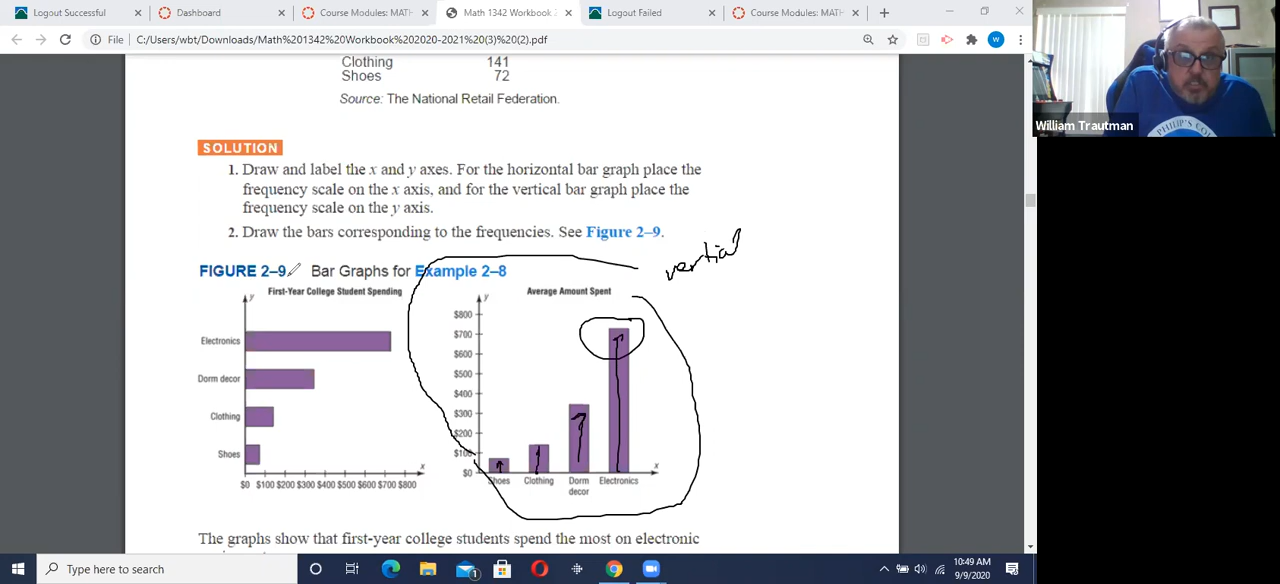 Logout Successful
Dashboard
Course Modules: MATH
Math 1342 Workbook
Logout Failed
Course Modules: MATH
File C:/Users/wbt/Downloads/Math%201342%20Workbook%202020-2021%20(3)%20(2).pdf
W
Clothing 141
Shoes 72
Source: The National Retail Federation.
SOLUTION
1. Draw and label the x and y axes. For the horizontal bar graph place the
frequency scale on the x axis, and for the vertical bar graph place the
frequency scale on the y axis.
2. Draw the bars corresponding to the frequencies. See Figure 2–9.
vertial
FIGURE 2–9 Bar Graphs for Example 2–8
First-Year College Student Spending
y
Electronics
Dorm decor
Clothing
Shoes
x
$0 $100 $200 $300 $400 $500 $600 $700 $800
Average Amount Spent
y
$800
$700
$600
$500
$400
$300
$200
$100
$0
x
Shoes Clothing Dorm decor Electronics
The graphs show that first-year college students spend the most on electronic
William Trautman
PHILIP'S
Type here to search
1
10:49 AM
9/9/2020